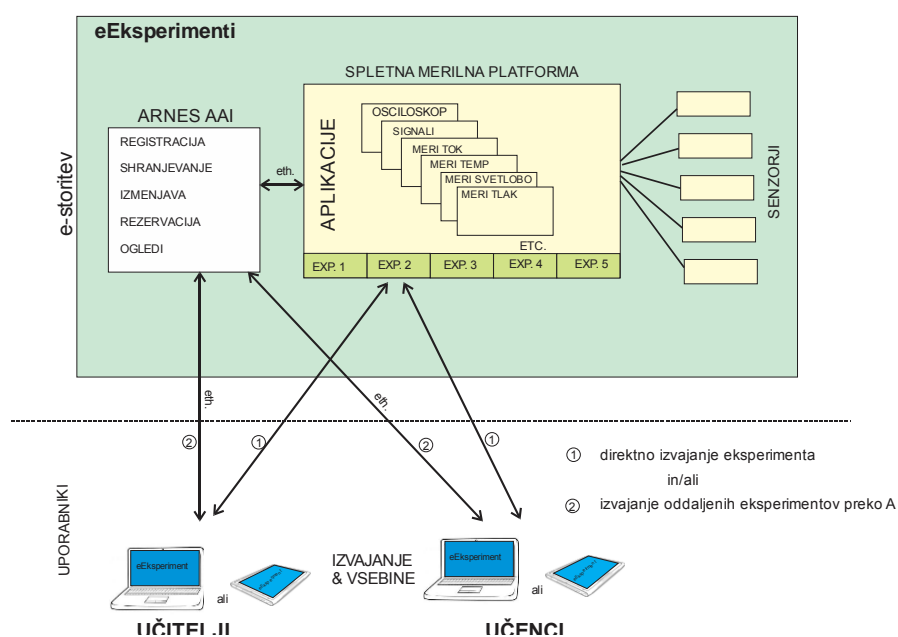 eEksperimenti
SPLETNA MERILNA PLATFORMA
ARNES AAI
REGISTRACIJA
SHRANJEVANJE
IZMENJAVA
REZERVACIJA
OGLEDI
e-storitev
eth.
APLIKACIJE
OSCILOSKOP
SIGNALI
MERI TOK
MERI TEMP
MERI SVETLOBO
MERI TLAK
ETC.
EXP. 1
EXP. 2
EXP. 3
EXP. 4
EXP. 5
SENZORJI
eth.
eth.
2
1
2
1
1 direktno izvajanje eksperimenta
in/ali
2 izvajanje oddaljenih eksperimentov preko A
UPORABNIKI
eEksperiment
ali
IZVAJANJE
& VSEBINE
eEksperiment
ali
UČITELJI
UČENCI